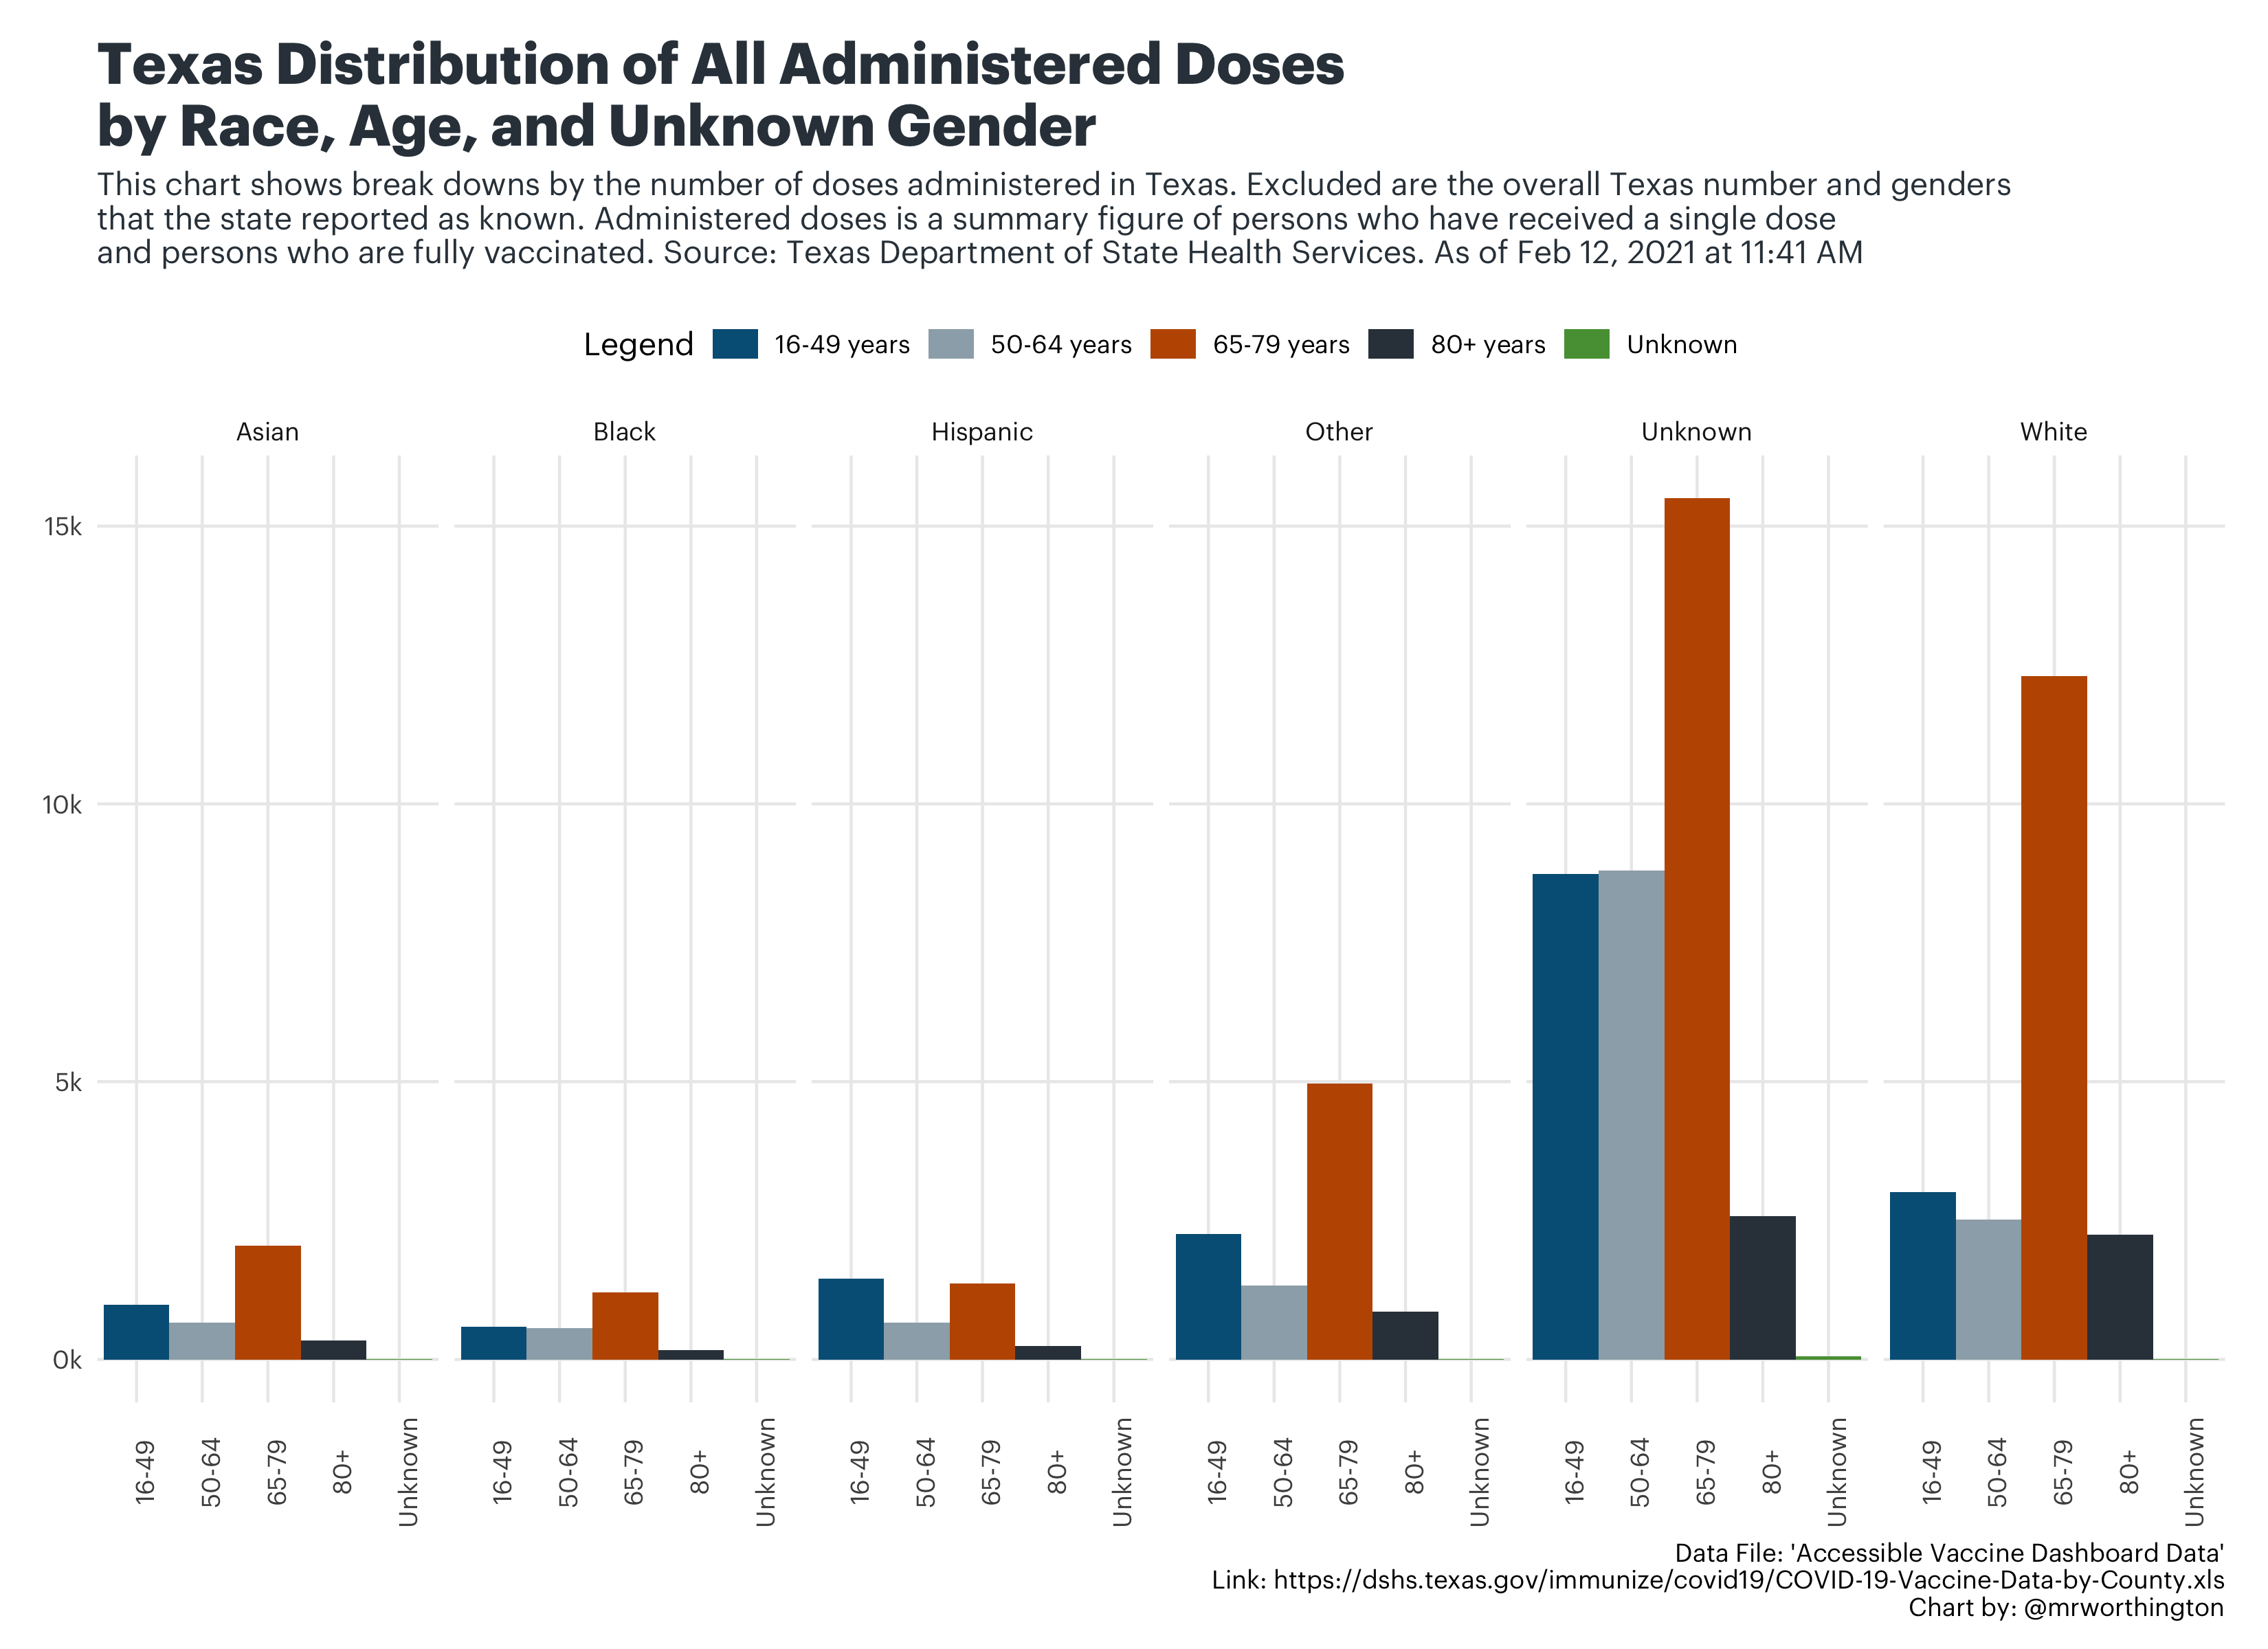 Texas Distribution of All Administered Doses
by Race, Age, and Unknown Gender
This chart shows break downs by the number of doses administered in Texas. Excluded are the overall Texas number and genders
that the state reported as known. Administered doses is a summary figure of persons who have received a single dose
and persons who are fully vaccinated. Source: Texas Department of State Health Services. As of Feb 12, 2021 at 11:41 AM
Legend 16-49 years 50-64 years 65-79 years 80+ years Unknown
Asian Black Hispanic Other Unknown White
15k
10k
5k
0k
16-49 50-64 65-79 80+ Unknown 16-49 50-64 65-79 80+ Unknown 16-49 50-64 65-79 80+ Unknown 16-49 50-64 65-79 80+ Unknown 16-49 50-64 65-79 80+ Unknown 16-49 50-64 65-79 80+ Unknown
Data File: 'Accessible Vaccine Dashboard Data'
Link: https://dshs.texas.gov/immunize/covid19/COVID-19-Vaccine-Data-by-County.xls
Chart by: @mrworthington